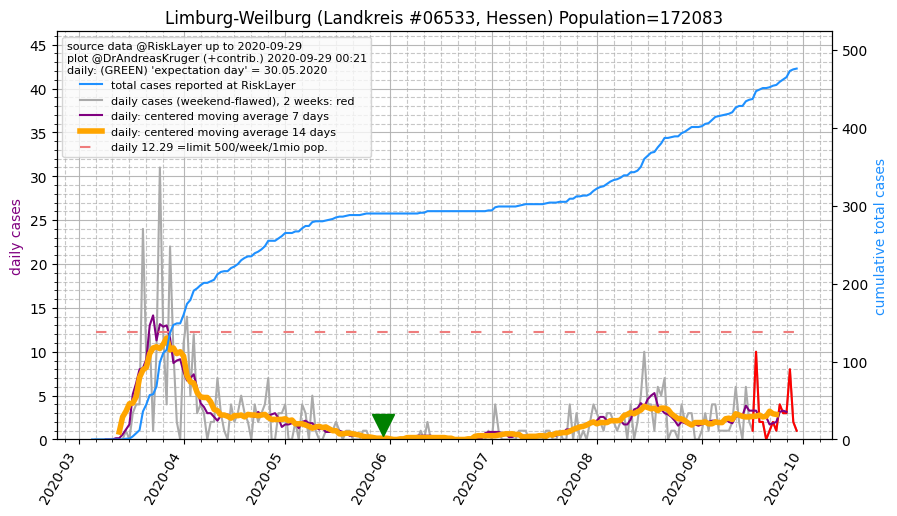 Limburg-Weilburg (Landkreis #06533, Hessen) Population=172083
source data @RiskLayer up to 2020-09-29
plot @DrAndreasKruger (+contrib.) 2020-09-29 00:21
daily: (GREEN) 'expectation day' = 30.05.2020
total cases reported at RiskLayer
daily cases (weekend-flawed), 2 weeks: red
daily: centered moving average 7 days
daily: centered moving average 14 days
daily 12.29 =limit 500/week/1mio pop.
daily cases
45
40
35
30
25
20
15
10
5
0
cumulative total cases
500
400
300
200
100
0
2020-03
2020-04
2020-05
2020-06
2020-07
2020-08
2020-09
2020-10